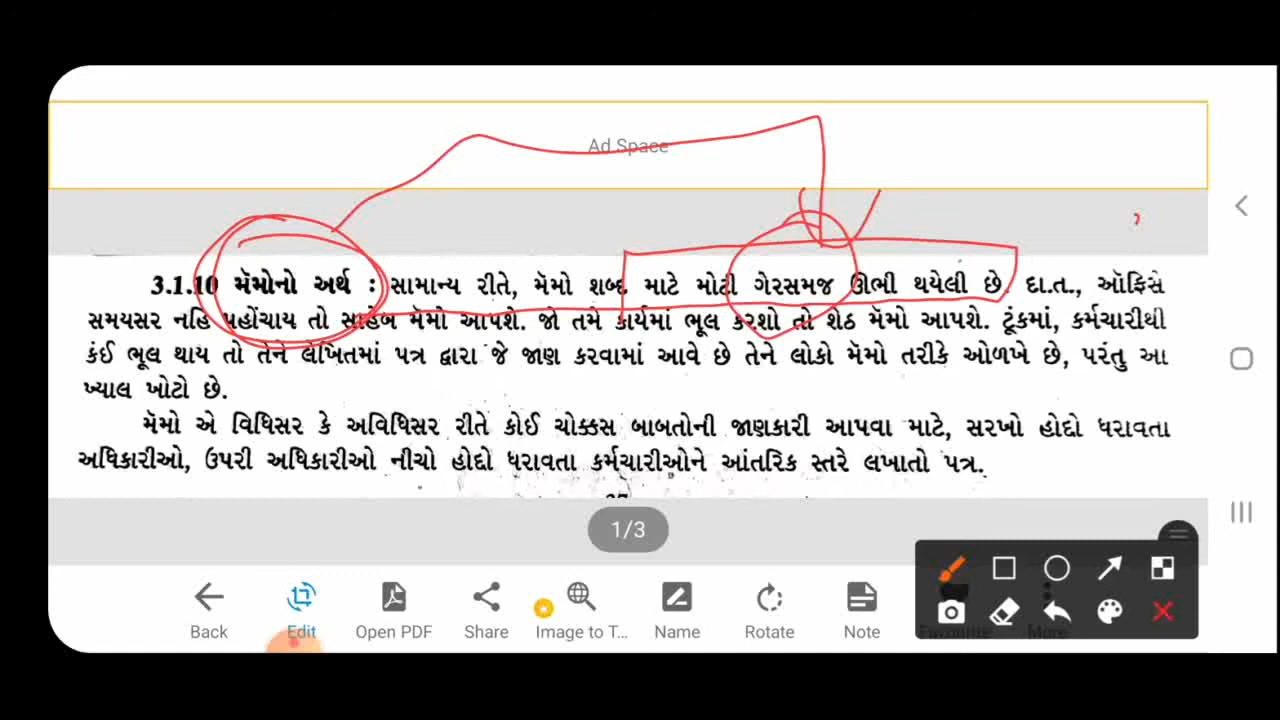 Ad Space
3.1.10 મૅમોનો અર્થ : સામાન્ય રીતે, મૅમો શબ્દ માટે મોટી ગેરસમજ ઊભી થયેલી છે. દા.ત., ઑફિસે
સમયસર નહિ પહોંચાય તો સાહેબ મૅમો આપશે. જો તમે કાર્યમાં ભૂલ કરશો તો શેઠ મૅમો આપશે. ટૂંકમાં, કર્મચારીથી
કંઈ ભૂલ થાય તો તેને લેખિતમાં પત્ર દ્વારા જે જાણ કરવામાં આવે છે તેને લોકો મૅમો તરીકે ઓળખે છે, પરંતુ આ
ખ્યાલ ખોટો છે.
મૅમો એ વિધિસર કે અવિધિસર રીતે કોઈ ચોક્કસ બાબતોની જાણકારી આપવા માટે, સરખો હોદ્દો ધરાવતા
અધિકારીઓ, ઉપરી અધિકારીઓ નીચો હોદ્દો ધરાવતા કર્મચારીઓને આંતરિક સ્તરે લખાતો પત્ર.
1/3
Back Edit Open PDF Share Image to T... Name Rotate Note Favourite More